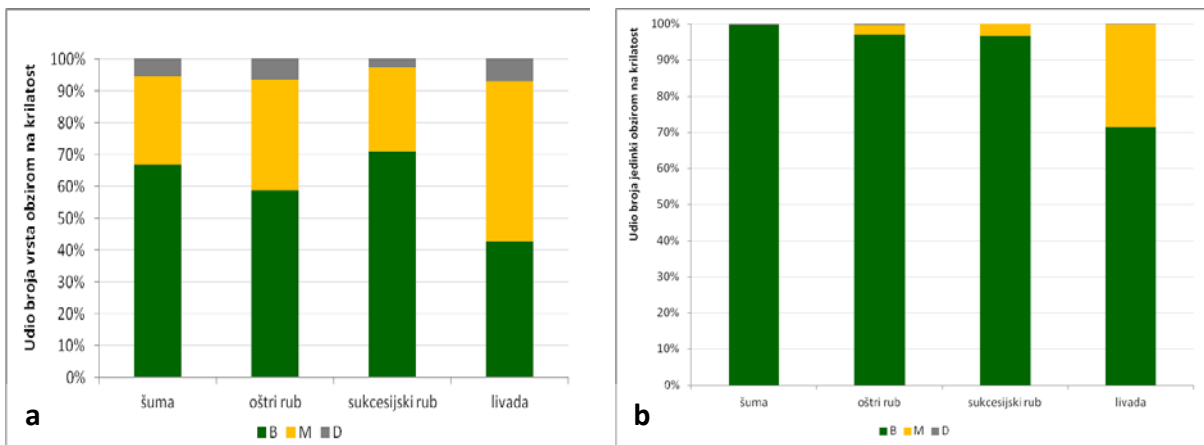 Udio broja vrsta obzirom na krilatost
100%
90%
80%
70%
60%
50%
40%
30%
20%
10%
0%
šuma oštri rub sukcesijski rub livada
B M D
a
Udio broja jedinki obzirom na krilatost
100%
90%
80%
70%
60%
50%
40%
30%
20%
10%
0%
šuma oštri rub sukcesijski rub livada
B M D
b